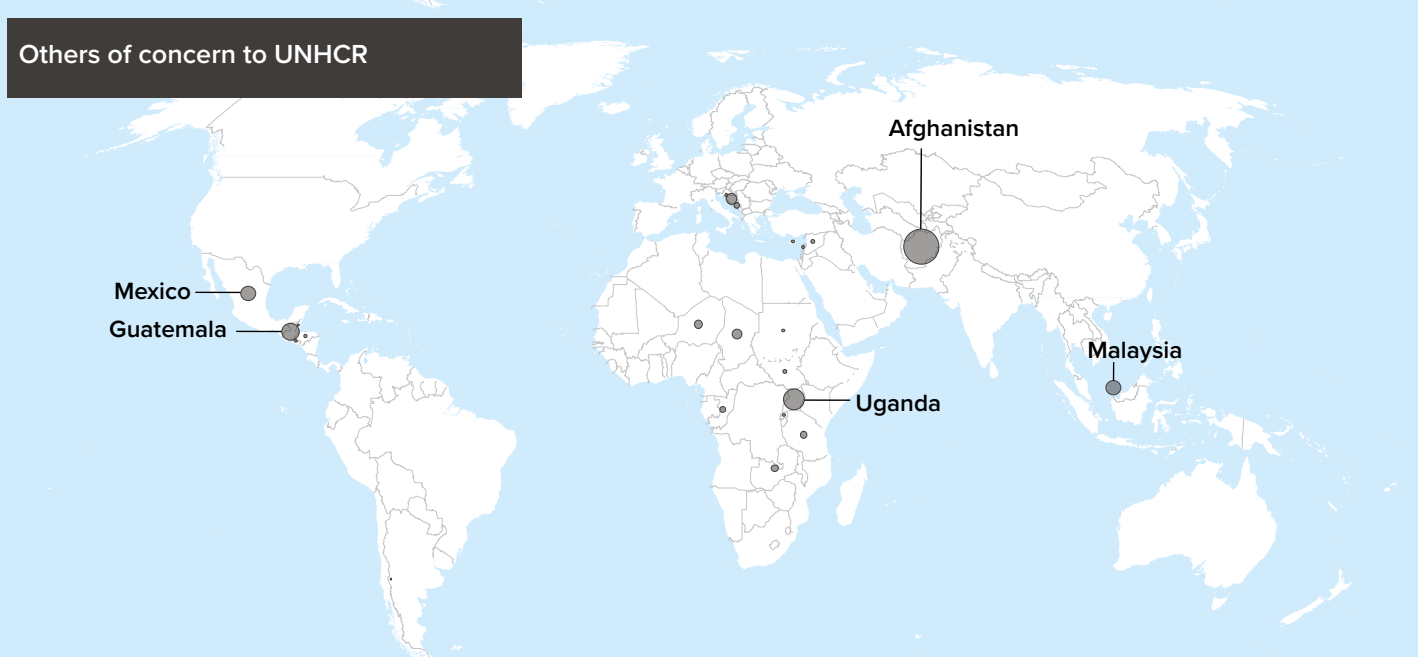 Others of concern to UNHCR
Afghanistan
Mexico
Guatemala
Malaysia
Uganda